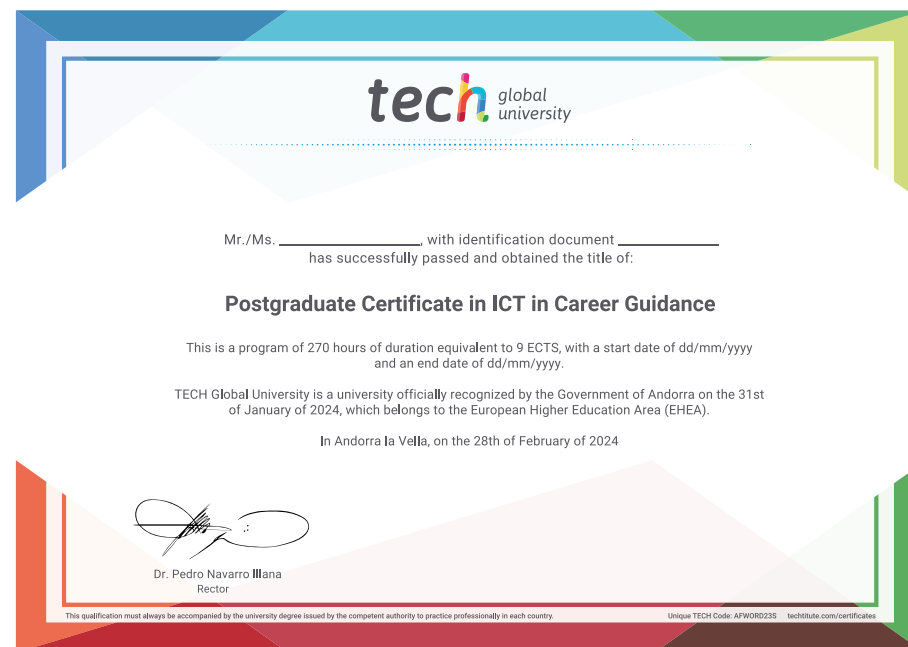 tech global
university
Mr./Ms. ____________________, with identification document ______________
has successfully passed and obtained the title of:
Postgraduate Certificate in ICT in Career Guidance
This is a program of 270 hours of duration equivalent to 9 ECTS, with a start date of dd/mm/yyyy
and an end date of dd/mm/yyyy.
TECH Global University is a university officially recognized by the Government of Andorra on the 31st
of January of 2024, which belongs to the European Higher Education Area (EHEA).
In Andorra la Vella, on the 28th of February of 2024
Dr. Pedro Navarro Illana
Rector
This qualification must always be accompanied by the university degree issued by the competent authority to practice professionally in each country.
Unique TECH Code: AFWORD23S techtitute.com/certificates